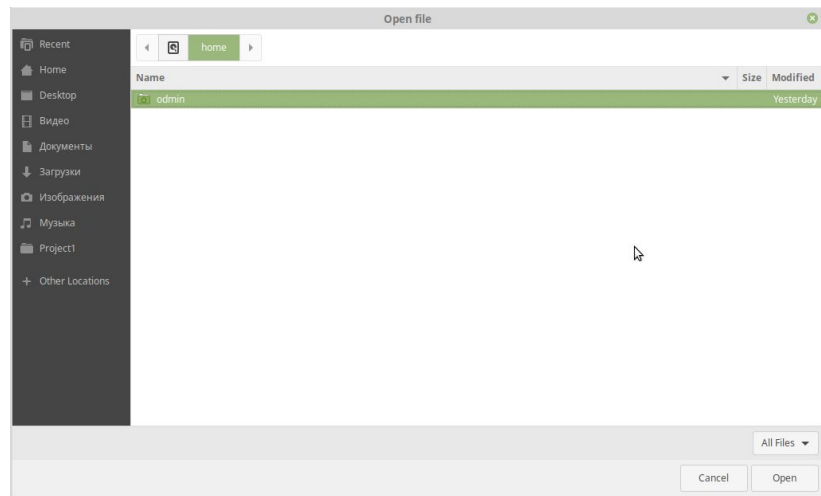 Open file
Recent
Home
Desktop
Видео
Документы
Загрузки
Изображения
Музыка
Project1
Other Locations
home
Name Size Modified
odmin Yesterday
All Files
Cancel Open